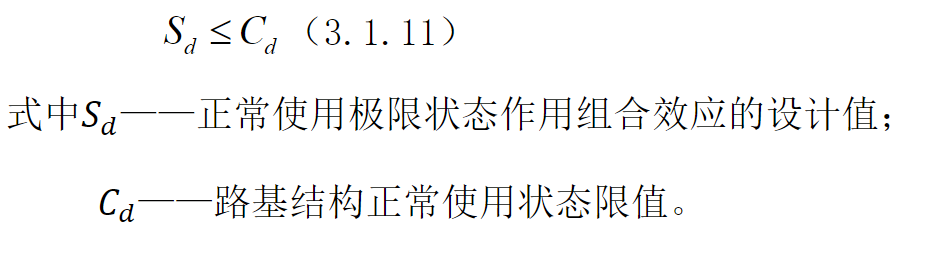 S_d ≤ C_d （3.1.11）
式中S_d——正常使用极限状态作用组合效应的设计值；
C_d——路基结构正常使用状态限值。